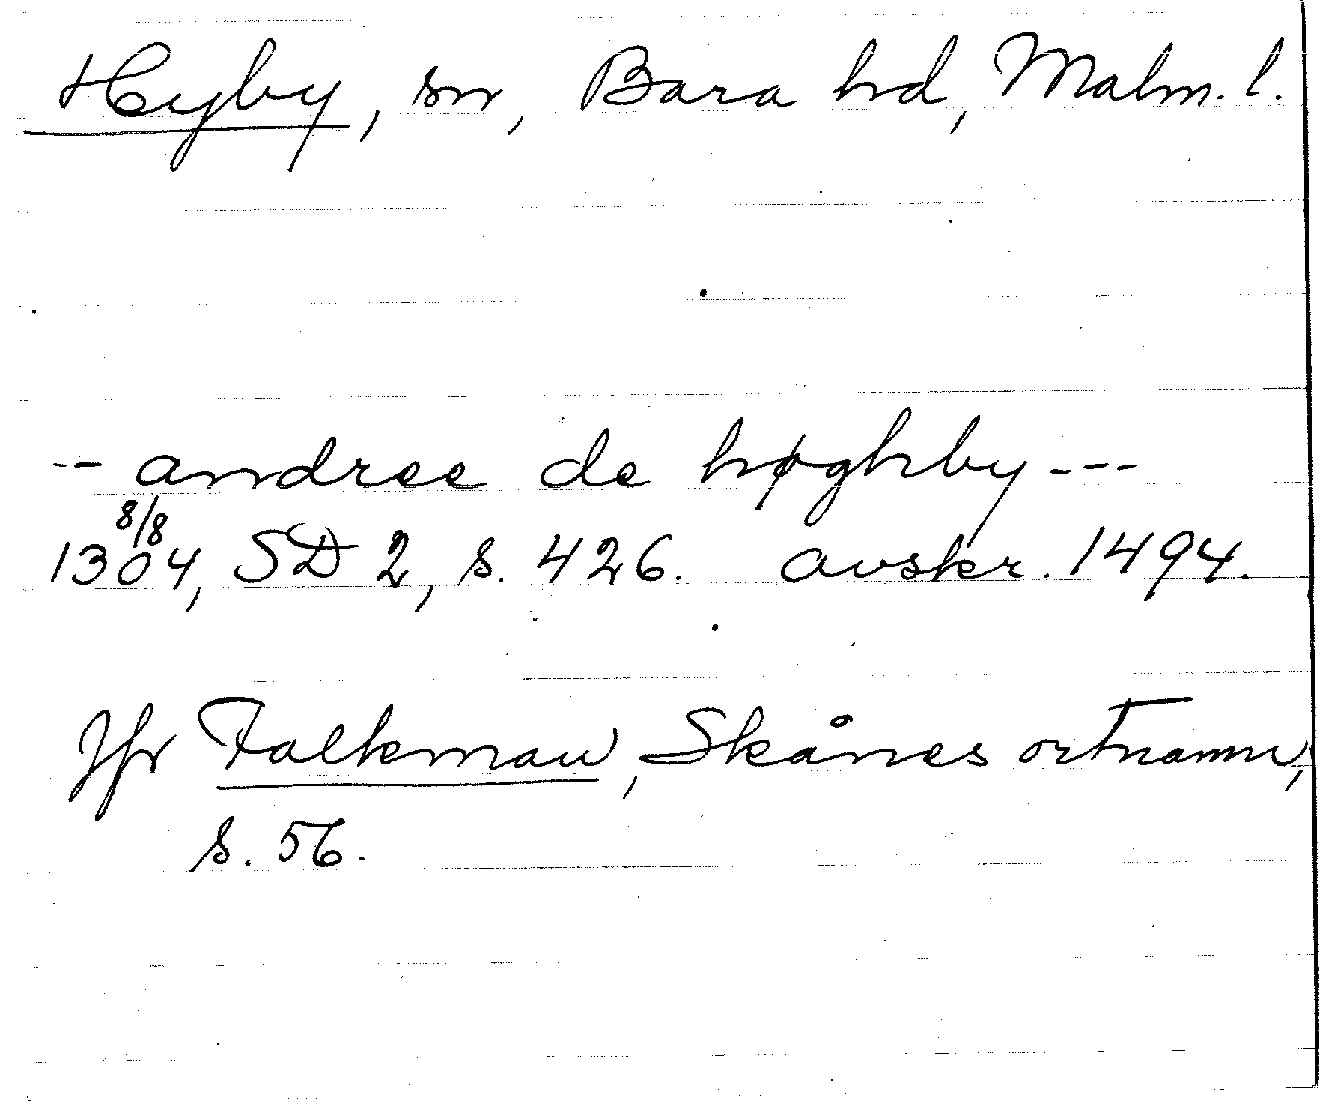 Hyby, sn, Bara hd, Malm. l.
-- andree de høghby ---
8/8
1304, SD 2, s. 426. avskr. 1494.
Jfr Falkman, Skånes ortnamn,
s. 56.